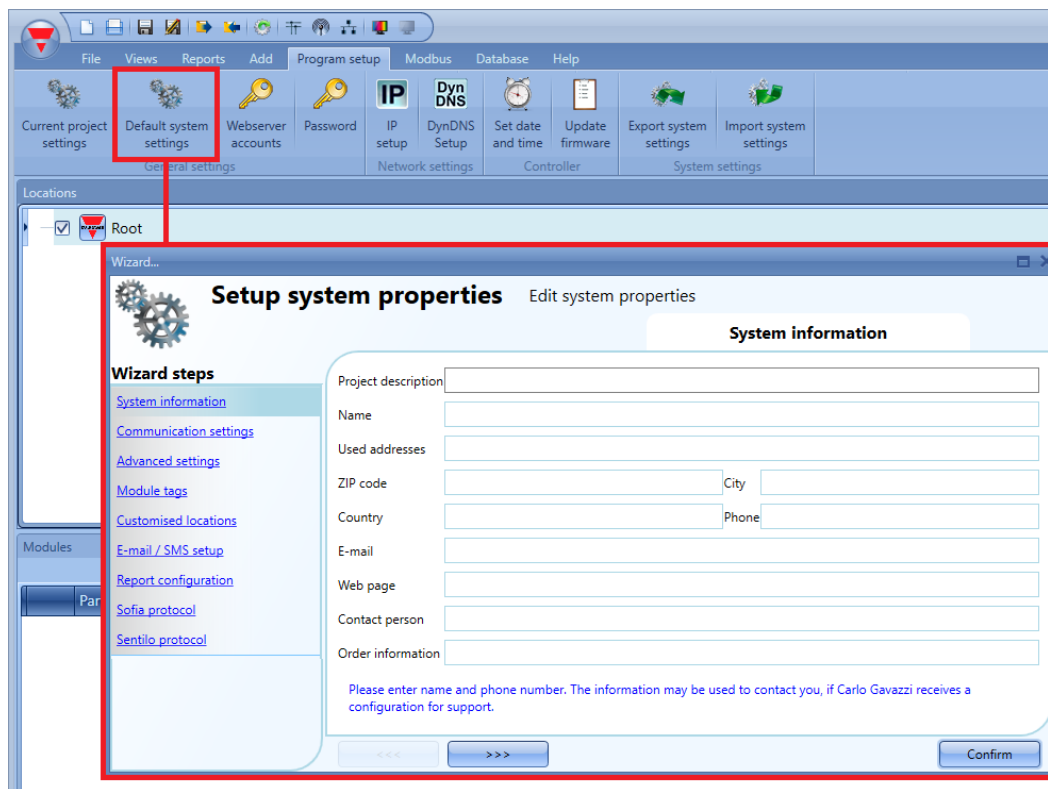 File Views Reports Add Program setup Modbus Database Help
IP Dyn DNS
Current project settings
Default system settings
Webserver accounts
Password
IP setup
DynDNS Setup
Set date and time
Update firmware
Export system settings
Import system settings
General settings Network settings Controller System settings
Locations
Root
Wizard...
Setup system properties Edit system properties
System information
Wizard steps
System information
Communication settings
Advanced settings
Module tags
Customised locations
E-mail / SMS setup
Report configuration
Sofia protocol
Sentilo protocol
Project description
Name
Used addresses
ZIP code City
Country Phone
E-mail
Web page
Contact person
Order information
Please enter name and phone number. The information may be used to contact you, if Carlo Gavazzi receives a
configuration for support.
<<< >>> Confirm
Modules
Par